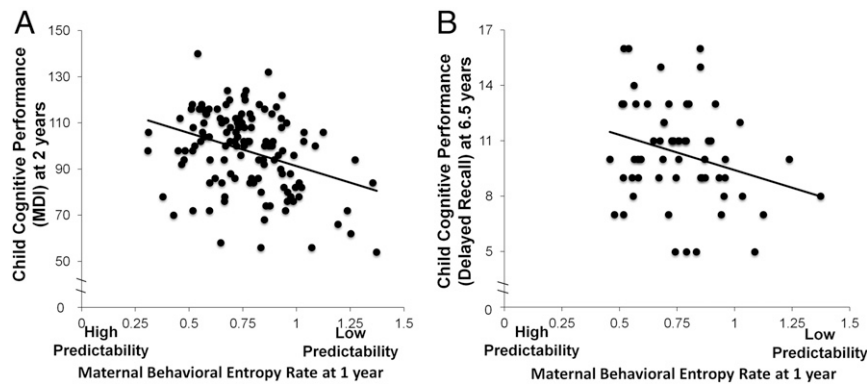 A
Child Cognitive Performance
(MDI) at 2 years
150
130
110
90
70
50
0
0
0.25
0.5
0.75
1
1.25
1.5
High
Predictability
Low
Predictability
Maternal Behavioral Entropy Rate at 1 year
B
Child Cognitive Performance
(Delayed Recall) at 6.5 years
17
14
11
8
5
0
0
0.25
0.5
0.75
1
1.25
1.5
High
Predictability
Low
Predictability
Maternal Behavioral Entropy Rate at 1 year